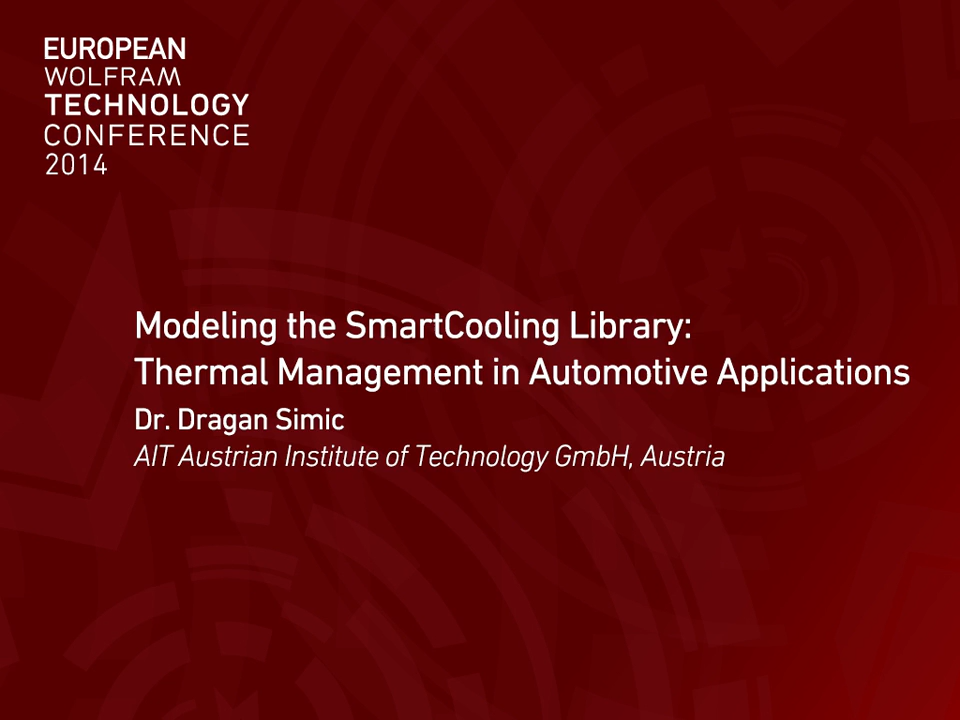 EUROPEAN
WOLFRAM
TECHNOLOGY
CONFERENCE
2014
Modeling the SmartCooling Library:
Thermal Management in Automotive Applications
Dr. Dragan Simic
AIT Austrian Institute of Technology GmbH, Austria